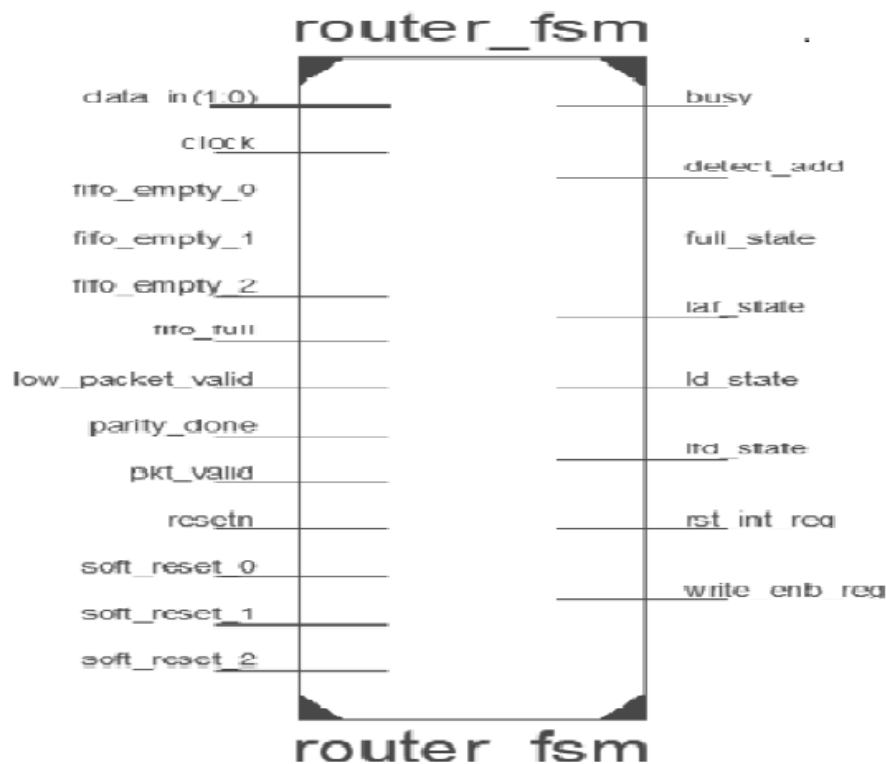 router_fsm
data_in(1:0)
clock
fifo_empty_0
fifo_empty_1
fifo_empty_2
fifo_full
low_packet_valid
parity_done
pkt_valid
resetn
soft_reset_0
soft_reset_1
soft_reset_2
busy
detect_add
full_state
laf_state
ld_state
lfd_state
rst_int_reg
write_enb_reg
router_fsm